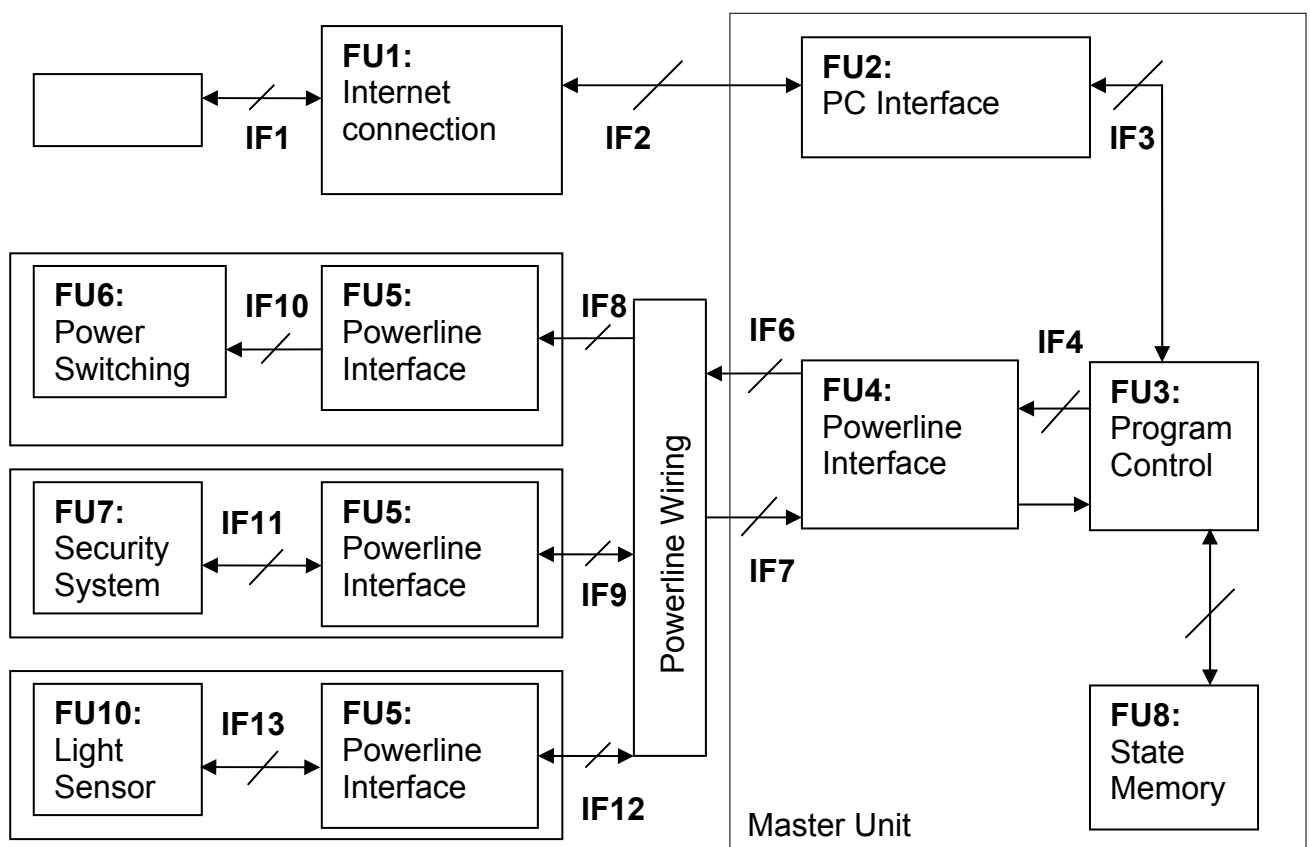 FU1:
Internet
connection
FU2:
PC Interface
IF1
IF2
IF3
FU6:
Power
Switching
IF10
FU5:
Powerline
Interface
IF8
Powerline Wiring
IF6
FU4:
Powerline
Interface
IF4
FU3:
Program
Control
FU7:
Security
System
IF11
FU5:
Powerline
Interface
IF9
IF7
FU10:
Light
Sensor
IF13
FU5:
Powerline
Interface
IF12
FU8:
State
Memory
Master Unit